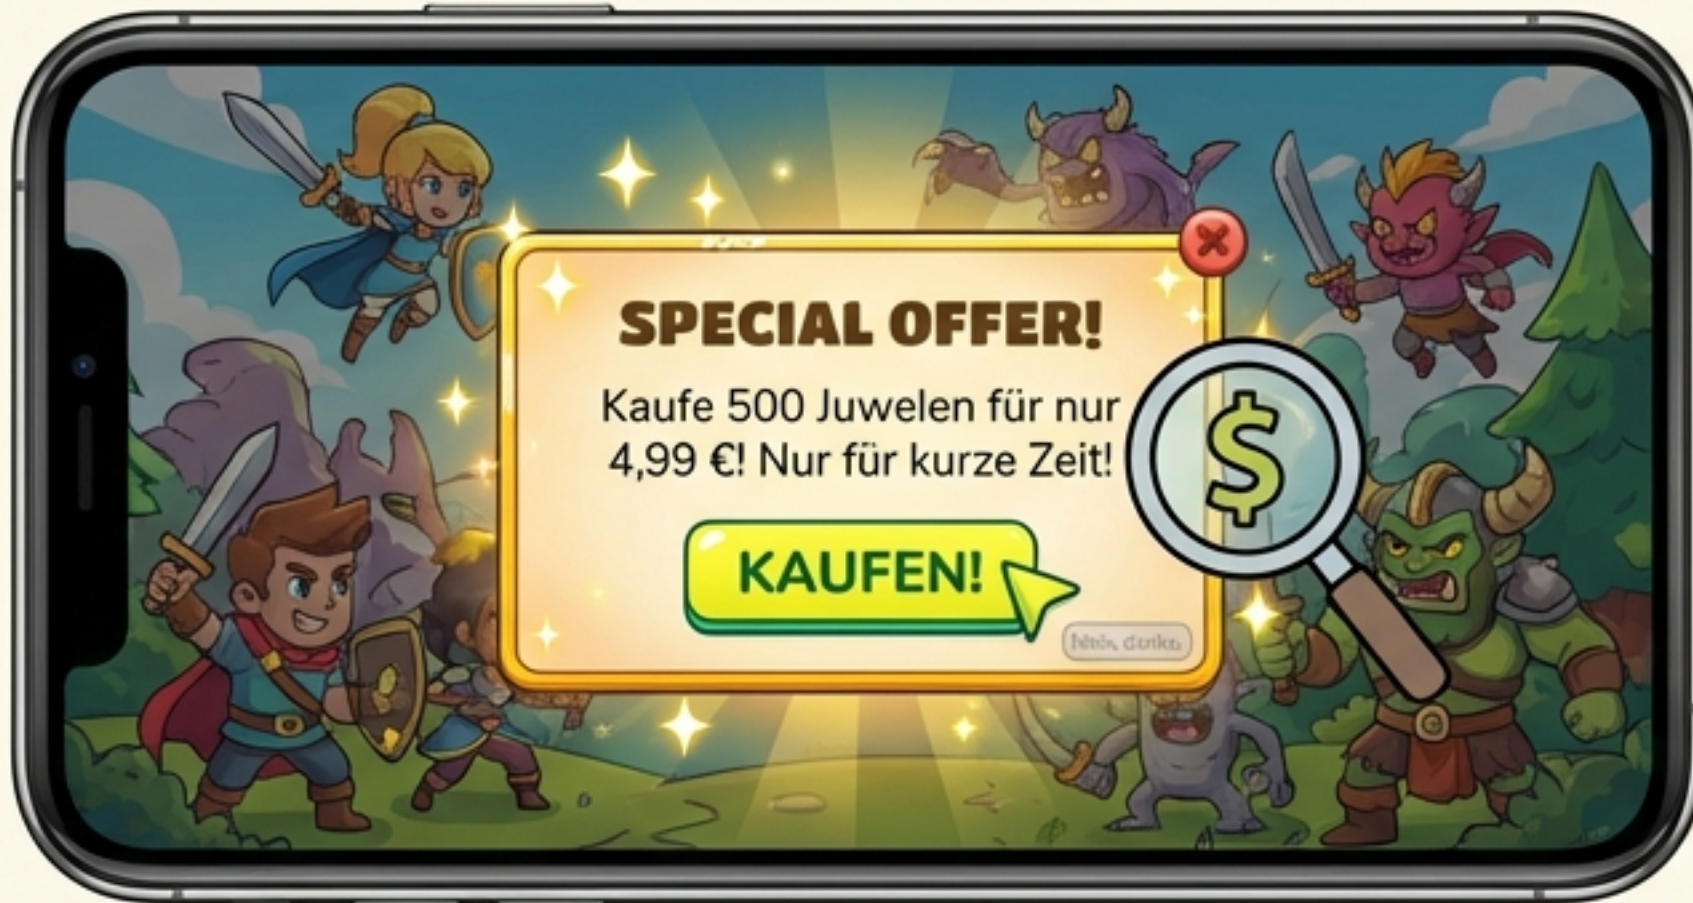 SPECIAL OFFER!
Kaufe 500 Juwelen für nur
4,99 €! Nur für kurze Zeit!
$
KAUFEN!